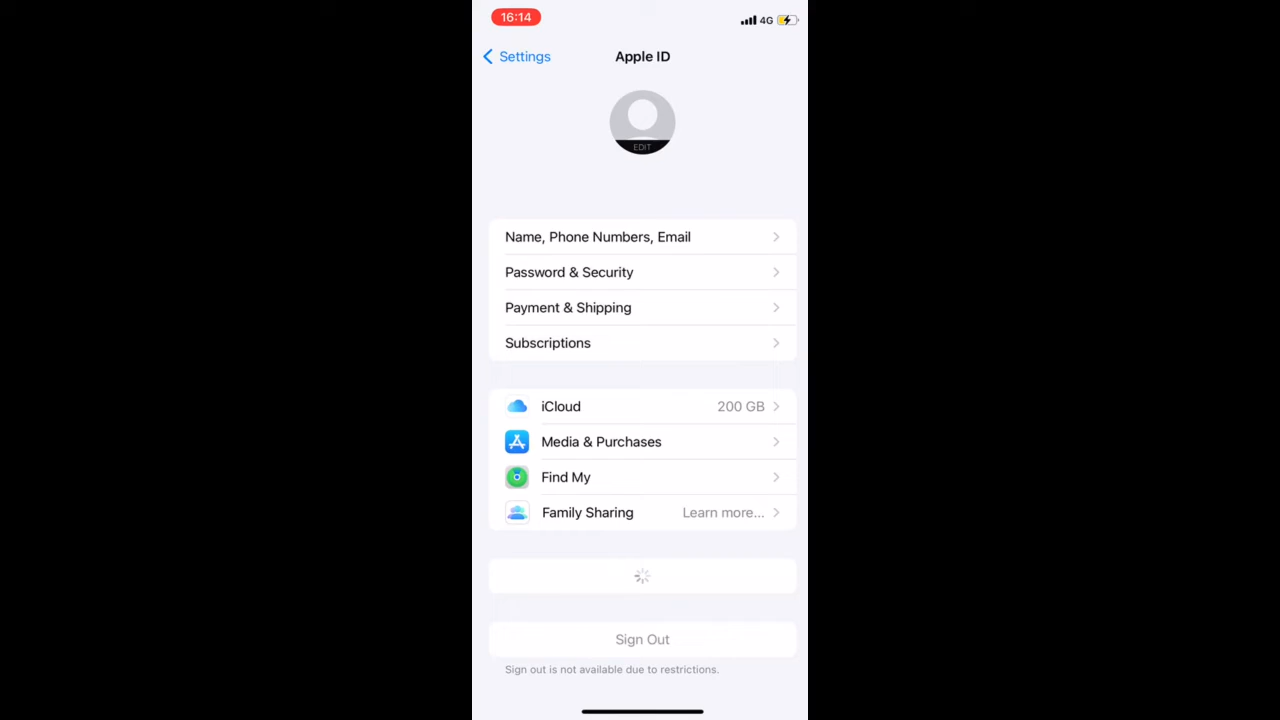 16:14
4G
Settings
Apple ID
EDIT
Name, Phone Numbers, Email
Password & Security
Payment & Shipping
Subscriptions
iCloud 200 GB
Media & Purchases
Find My
Family Sharing Learn more...
Sign Out
Sign out is not available due to restrictions.